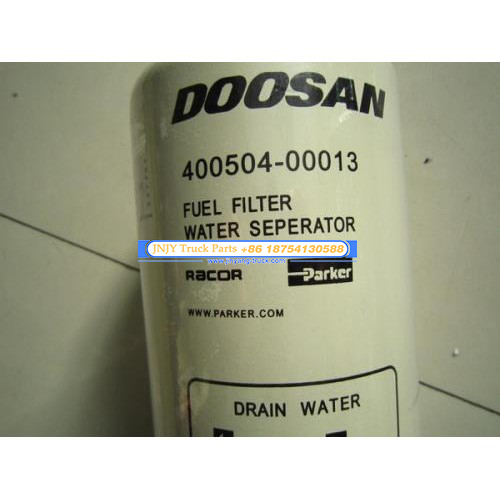 DOOSAN
400504-00013
FUEL FILTER
WATER SEPERATOR
JNJY Truck Parts +86 18754130588
RACOR Parker
WWW.PARKER.COM
DRAIN WATER